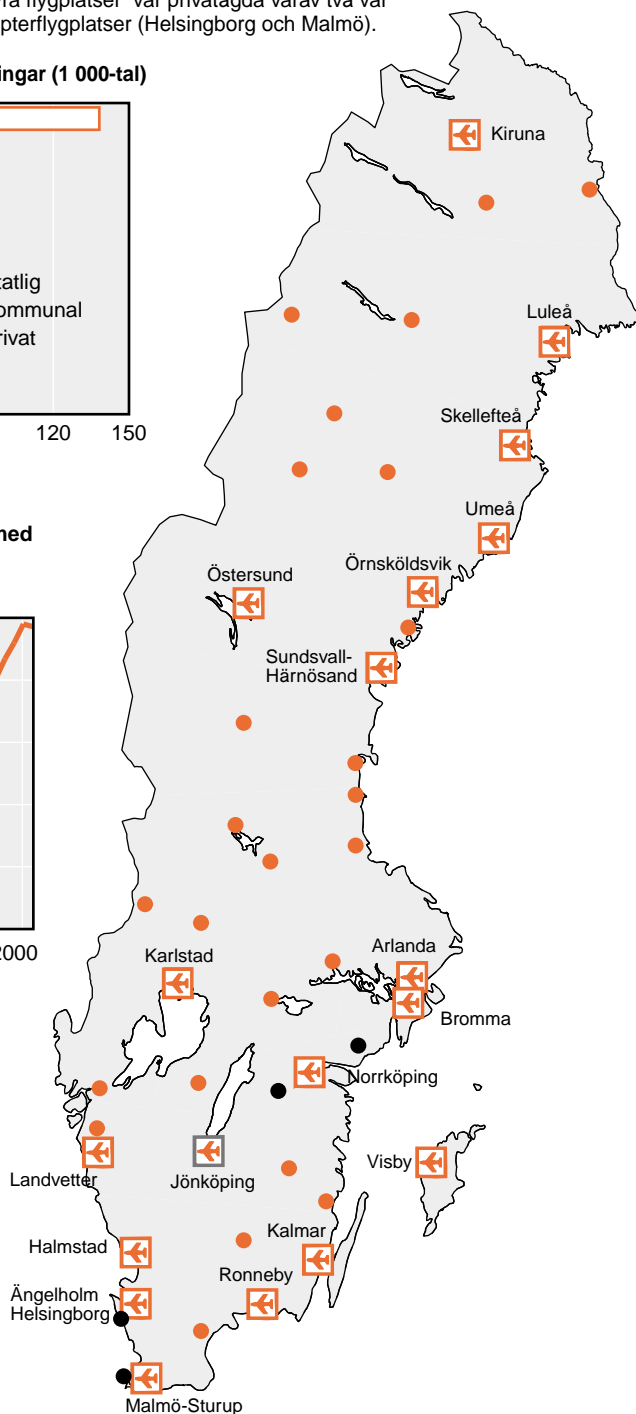 flygplatser var privatägda varav två var
pterflygplatser (Helsingborg och Malmö).
ingar (1 000-tal)
Kiruna
tatlig
ommunal
rivat
Luleå
120 150
Skellefteå
ned
Umeå
Örnsköldsvik
Östersund
Sundsvall-
Härnösand
2000
Karlstad
Arlanda
Bromma
Norrköping
Visby
Landvetter
Jönköping
Kalmar
Halmstad
Ronneby
Ängelholm
Helsingborg
Malmö-Sturup